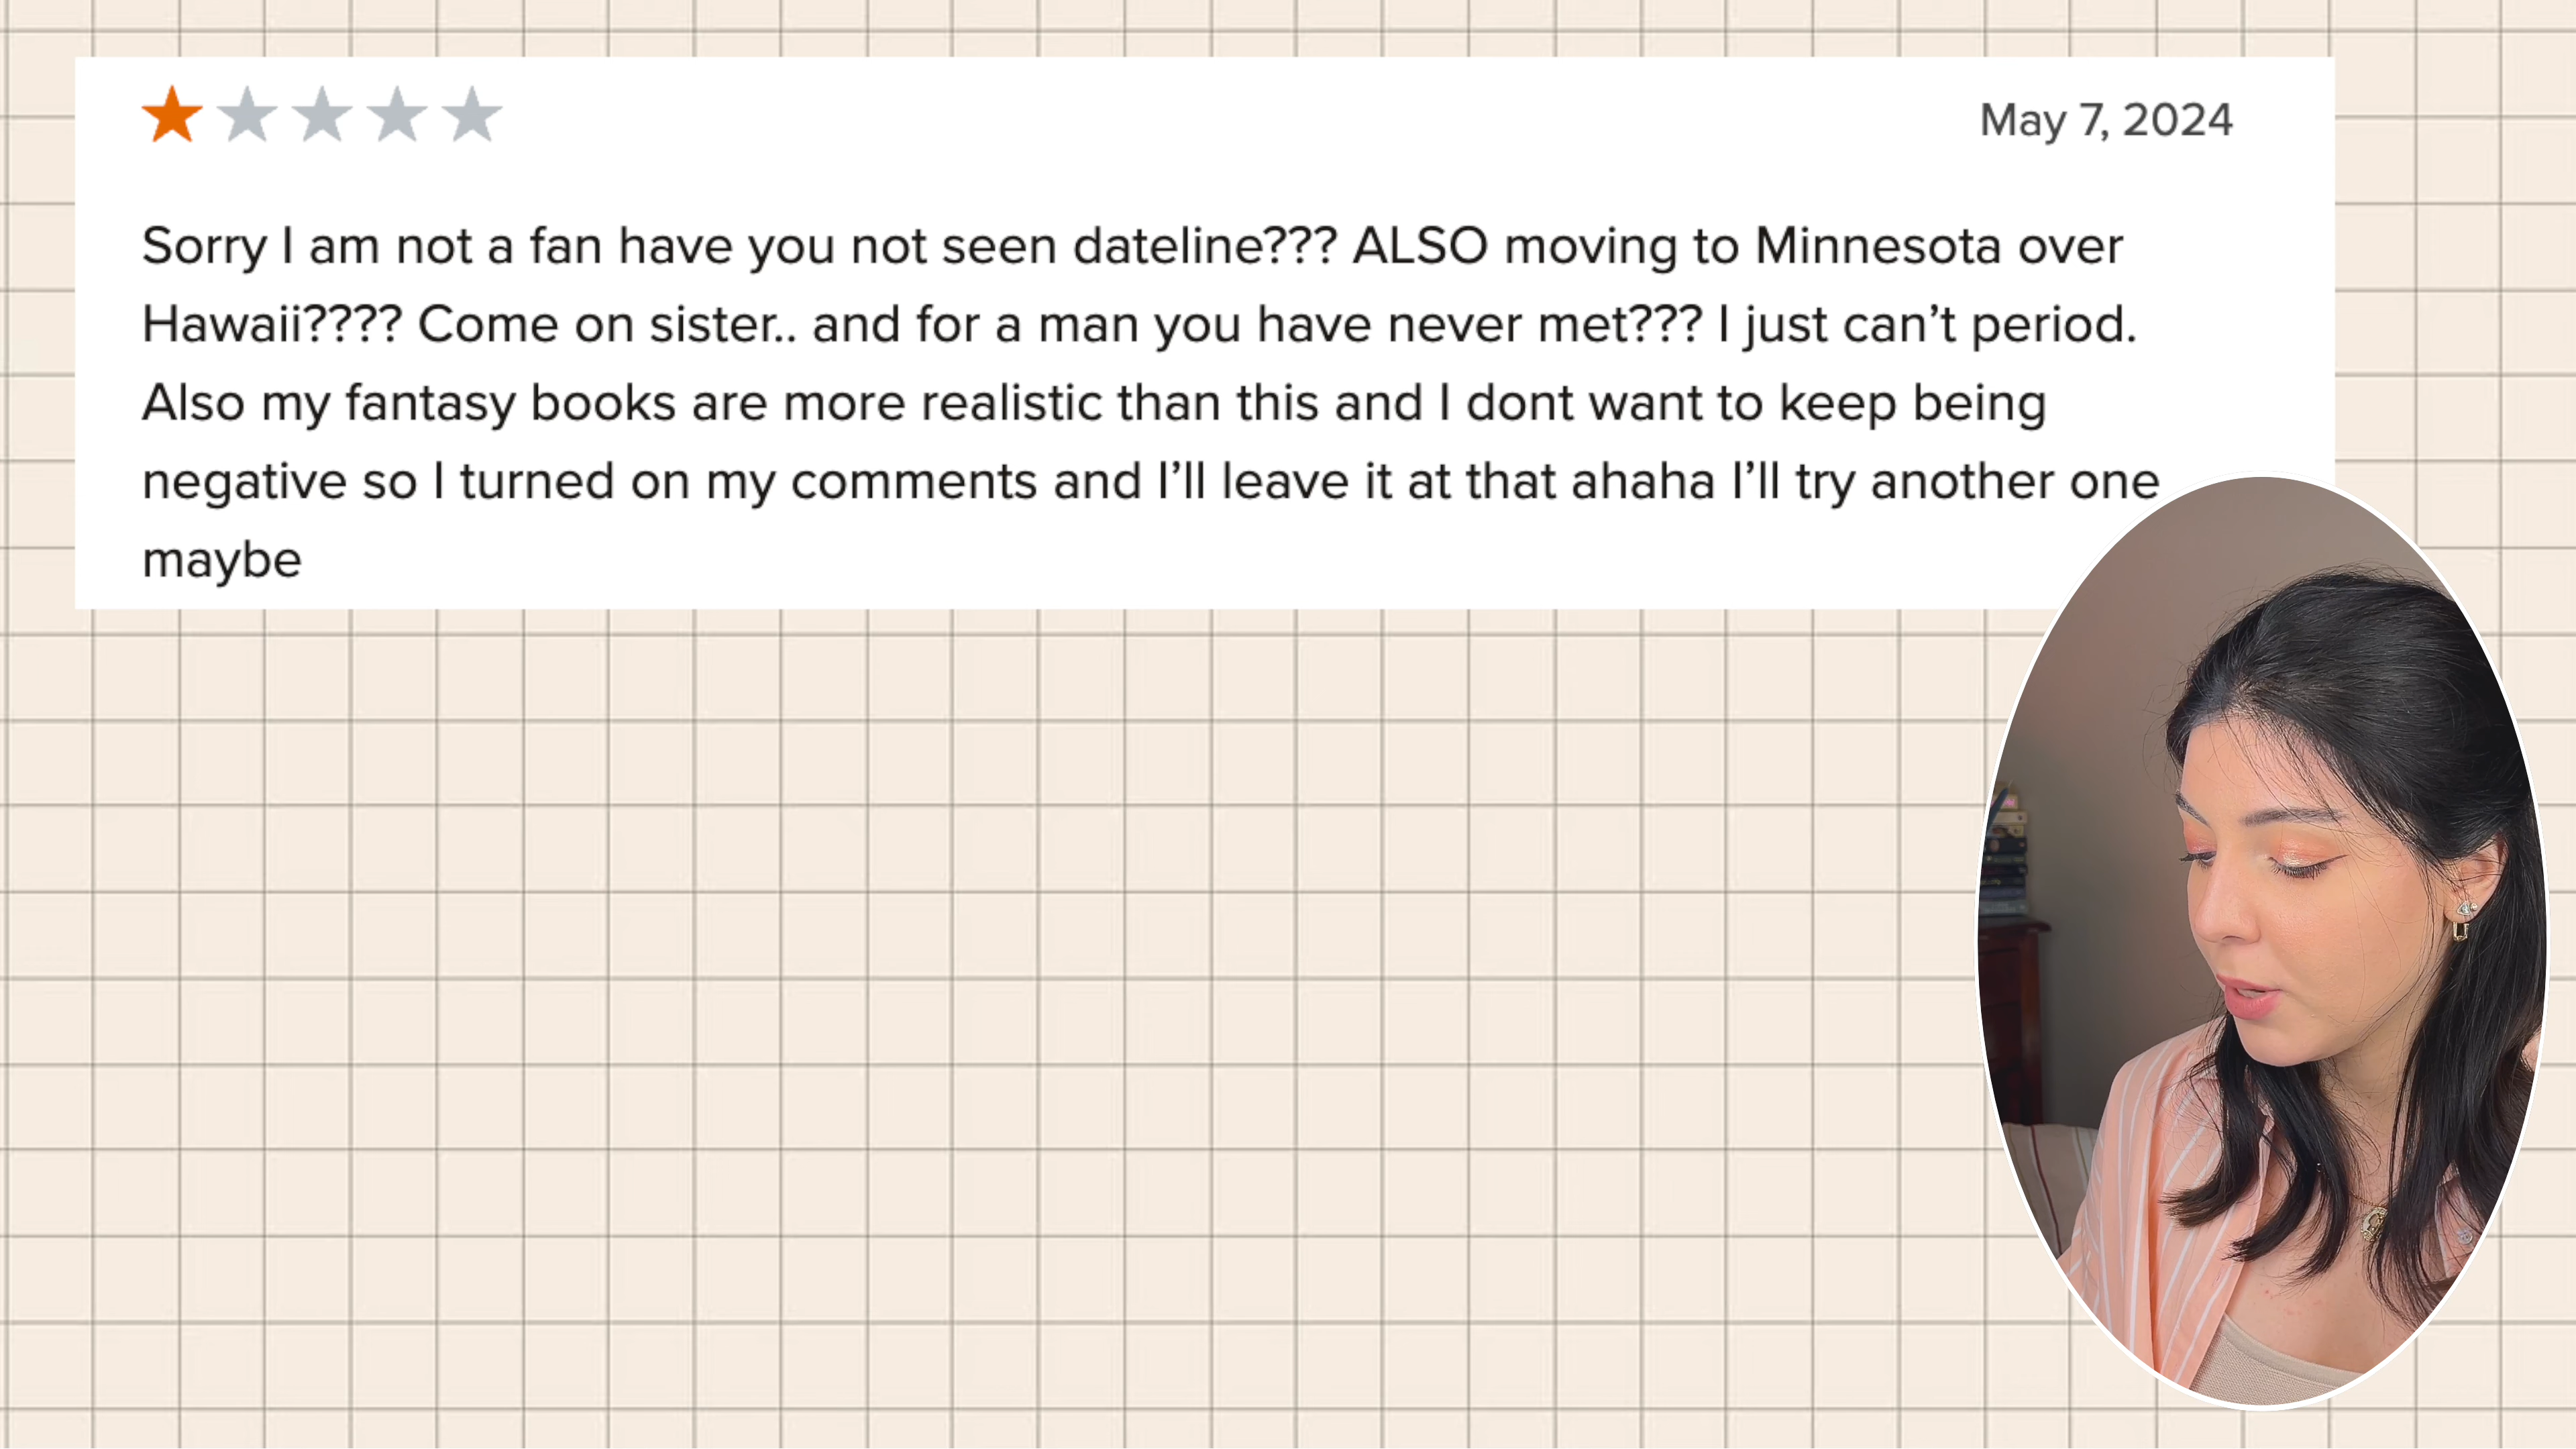 May 7, 2024
Sorry I am not a fan have you not seen dateline??? ALSO moving to Minnesota over
Hawaii???? Come on sister.. and for a man you have never met??? I just can’t period.
Also my fantasy books are more realistic than this and I dont want to keep being
negative so I turned on my comments and I’ll leave it at that ahaha I’ll try another one
maybe